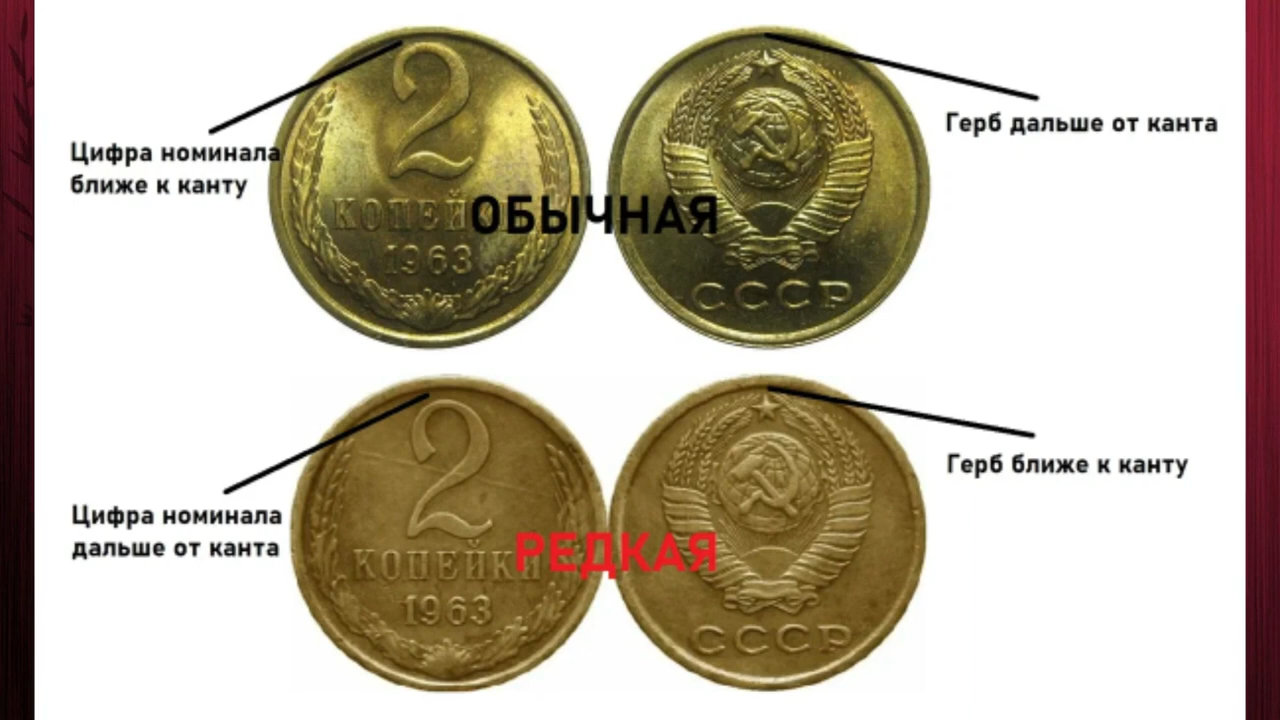 Цифра номинала
ближе к канту
2
КОПЕЙ
1963
ОБЫЧНАЯ
СССР
Герб дальше от канта
Цифра номинала
дальше от канта
2
КОПЕЙКИ
1963
РЕДКАЯ
СССР
Герб ближе к канту